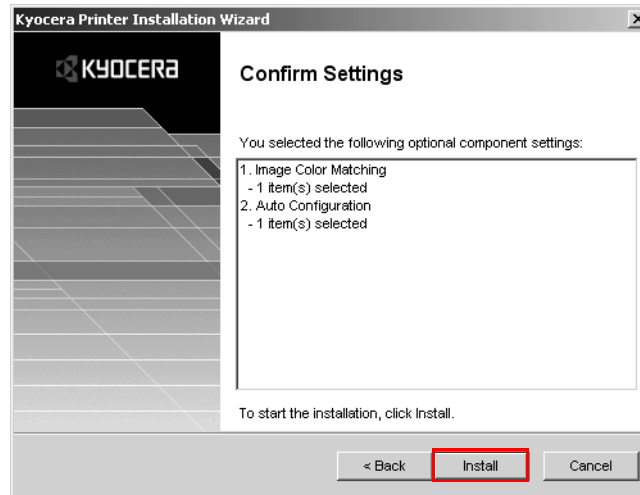 Kyocera Printer Installation Wizard
KYOCERA
Confirm Settings
You selected the following optional component settings:
1. Image Color Matching
- 1 item(s) selected
2. Auto Configuration
- 1 item(s) selected
To start the installation, click Install.
< Back
Install
Cancel